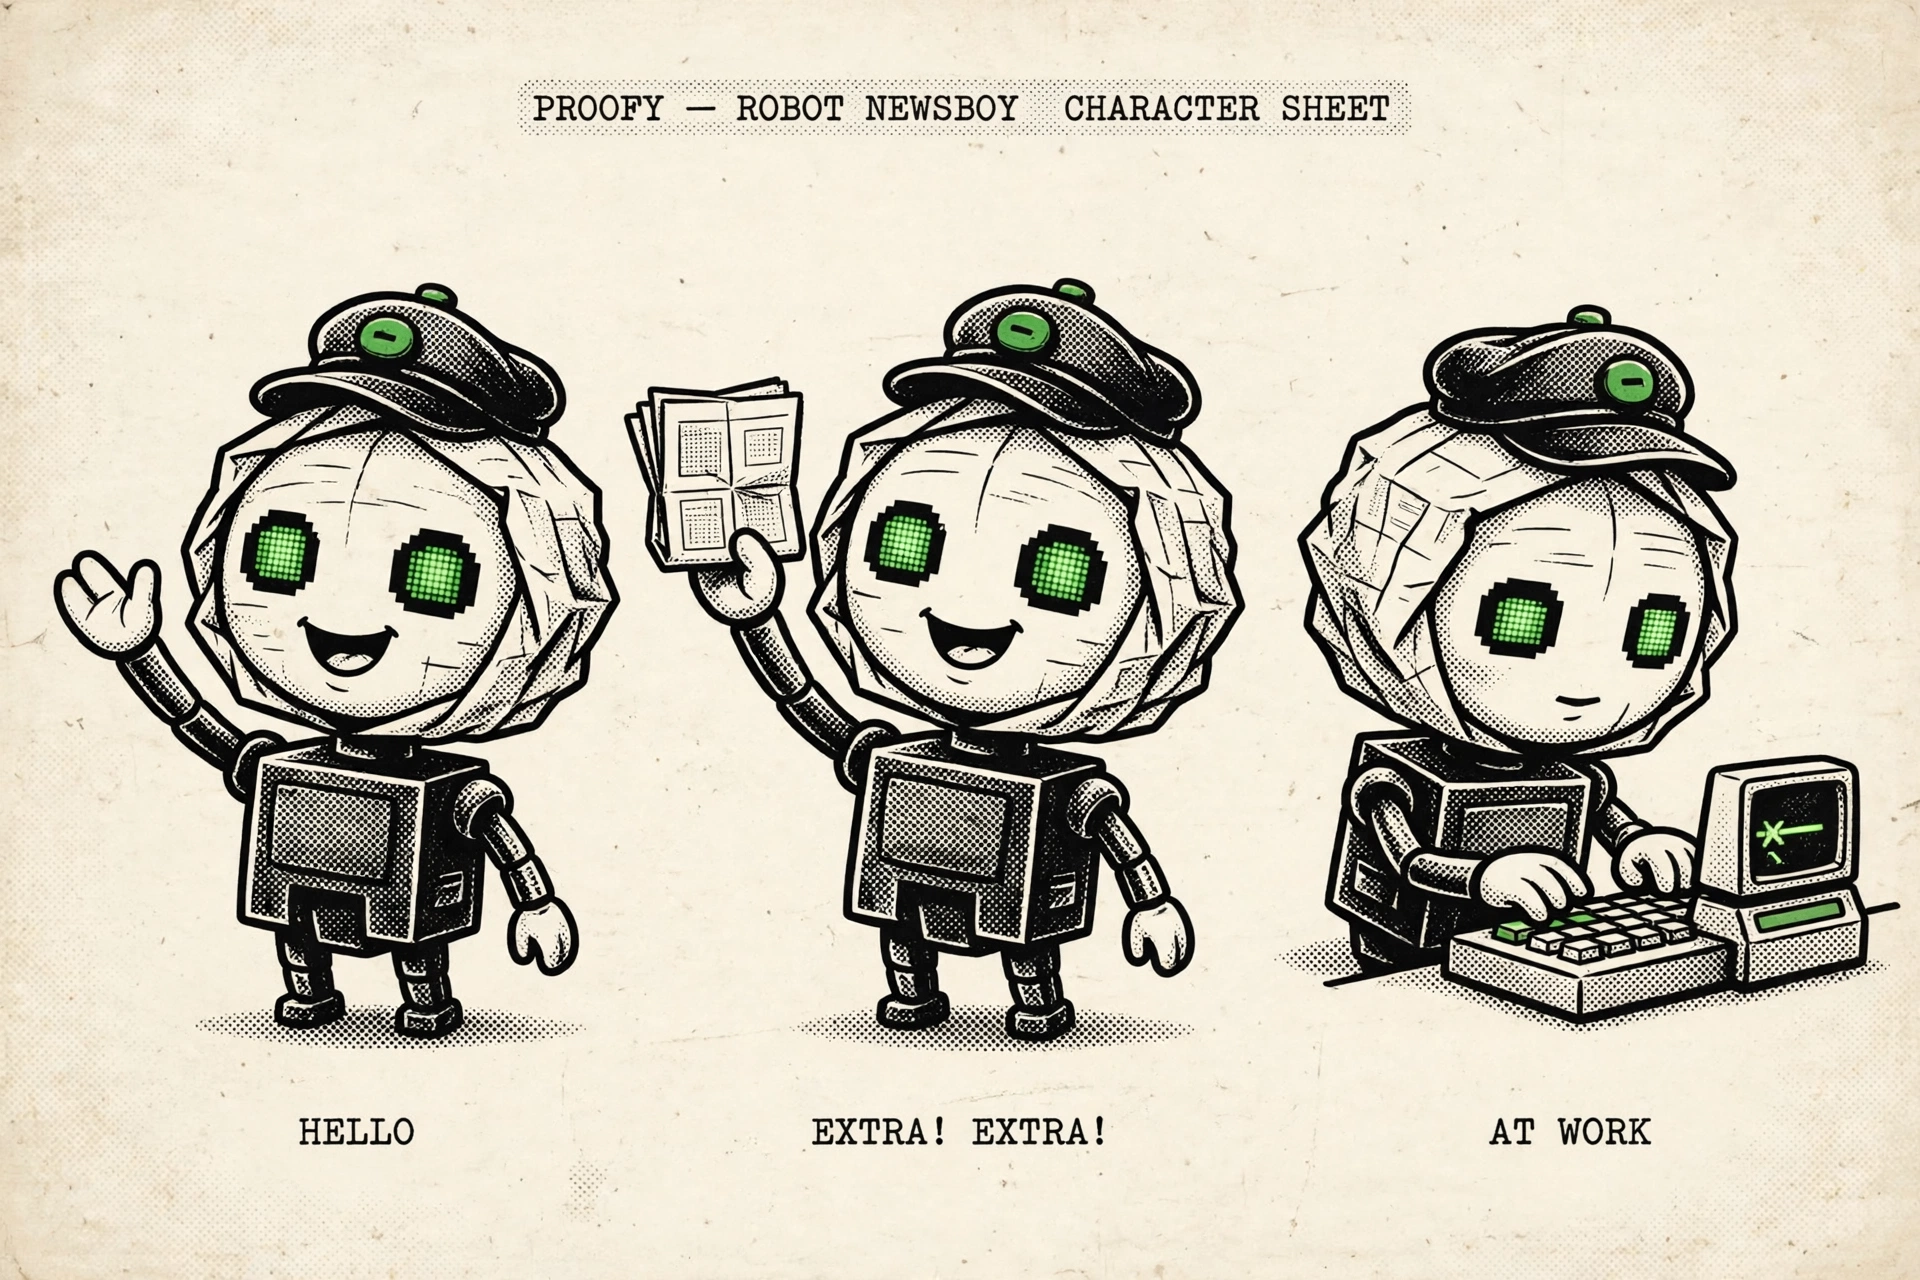 PROOFY — ROBOT NEWSBOY CHARACTER SHEET
HELLO
EXTRA! EXTRA!
AT WORK